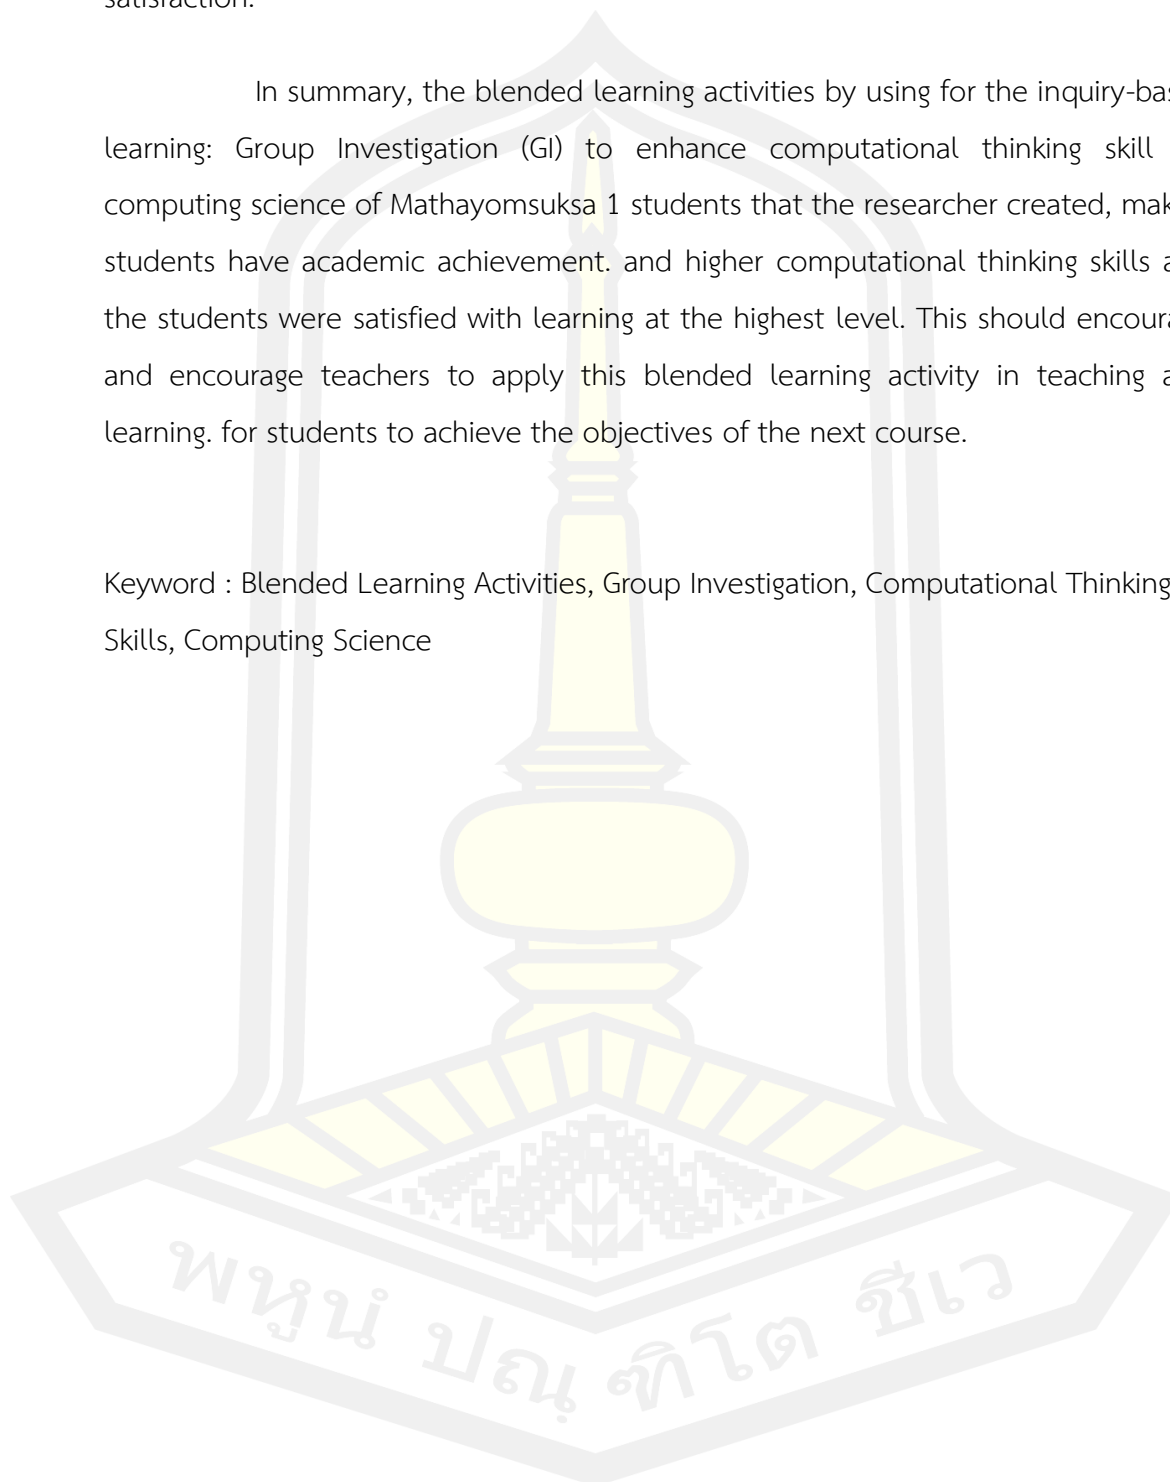 satisfaction.
In summary, the blended learning activities by using for the inquiry-bas
learning: Group Investigation (GI) to enhance computational thinking skill
computing science of Mathayomsuksa 1 students that the researcher created, mak
students have academic achievement. and higher computational thinking skills a
the students were satisfied with learning at the highest level. This should encoura
and encourage teachers to apply this blended learning activity in teaching a
learning. for students to achieve the objectives of the next course.
Keyword : Blended Learning Activities, Group Investigation, Computational Thinking
Skills, Computing Science
พหูนํ ปณฺฑิโต ชีเว